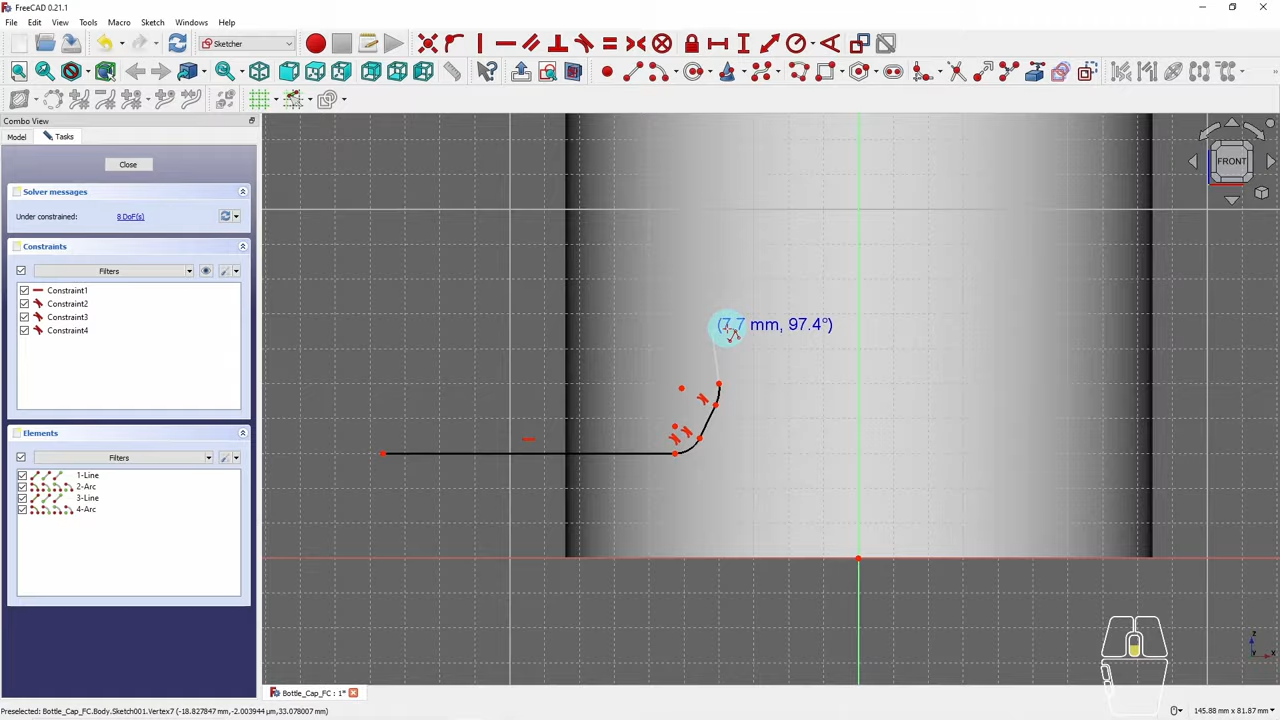 FreeCAD 0.21.1
File Edit View Tools Macro Sketch Windows Help
Sketcher
Combo View
Model Tasks
Close
Solver messages
Under constrained: 8 DoF(s)
Constraints
Filters
Constraint1
Constraint2
Constraint3
Constraint4
Elements
Filters
1-Line
2-Arc
3-Line
4-Arc
(7.7 mm, 97.4°)
FRONT
Z
X
Bottle_Cap_FC : 1*
Preselected: Bottle_Cap_FC.Body.Sketch001.Vertex7 (-18.827847 mm,-2.003944 µm,33.078007 mm)
145.88 mm x 81.87 mm